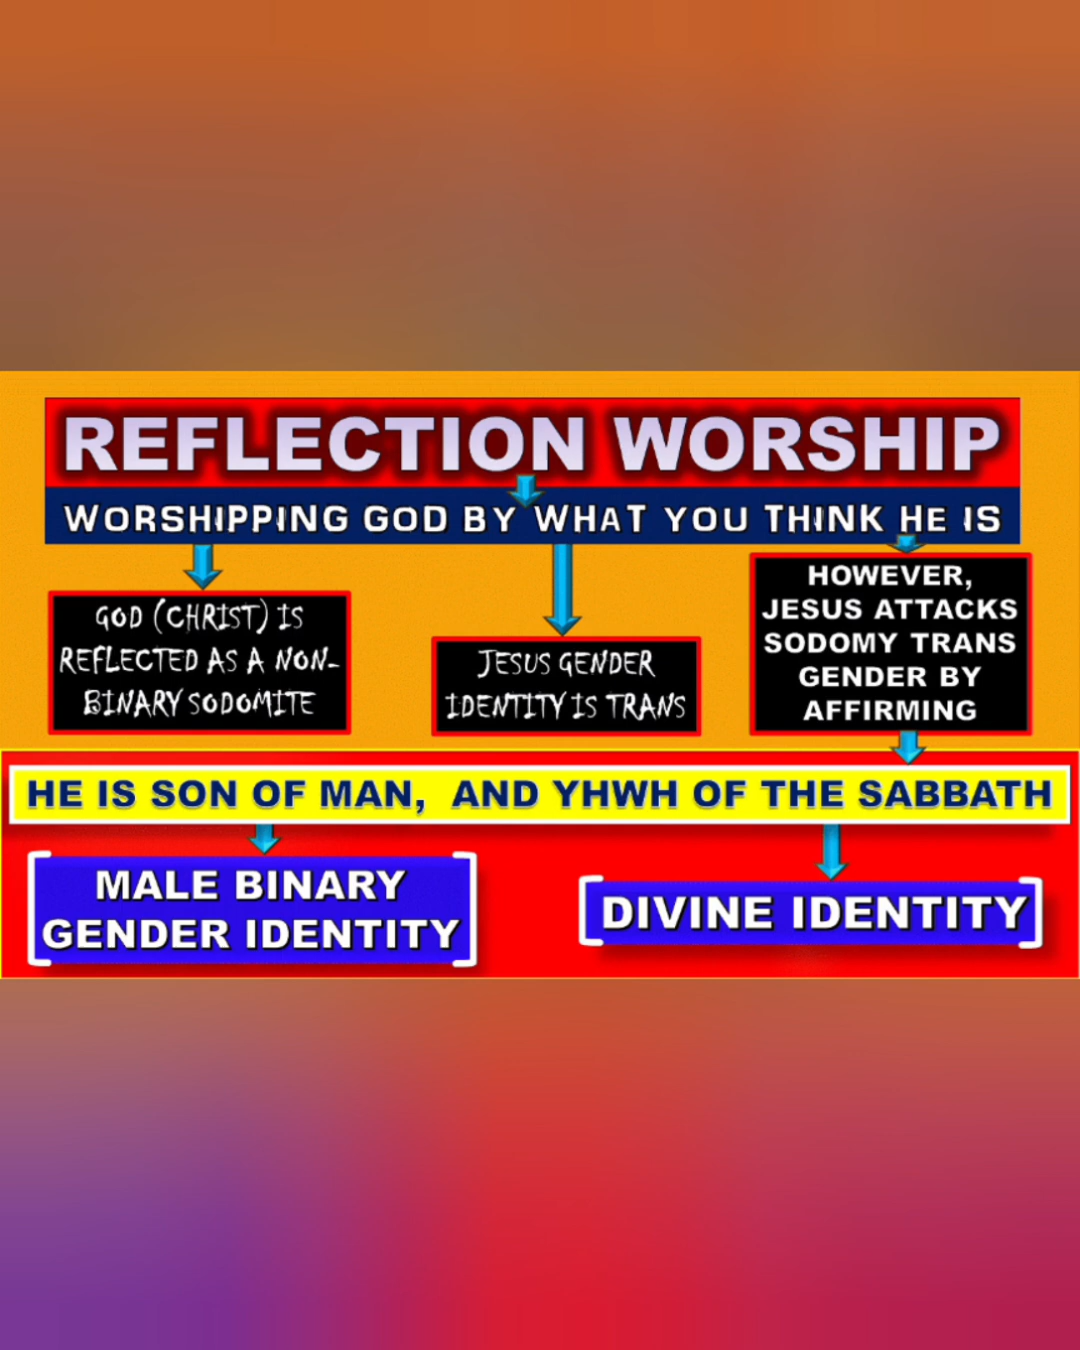 REFLECTION WORSHIP
WORSHIPPING GOD BY WHAT YOU THINK HE IS
GOD (CHRIST) IS
REFLECTED AS A NON-
BINARY SODOMITE
JESUS GENDER
IDENTITY IS TRANS
HOWEVER,
JESUS ATTACKS
SODOMY TRANS
GENDER BY
AFFIRMING
HE IS SON OF MAN, AND YHWH OF THE SABBATH
MALE BINARY
GENDER IDENTITY
DIVINE IDENTITY